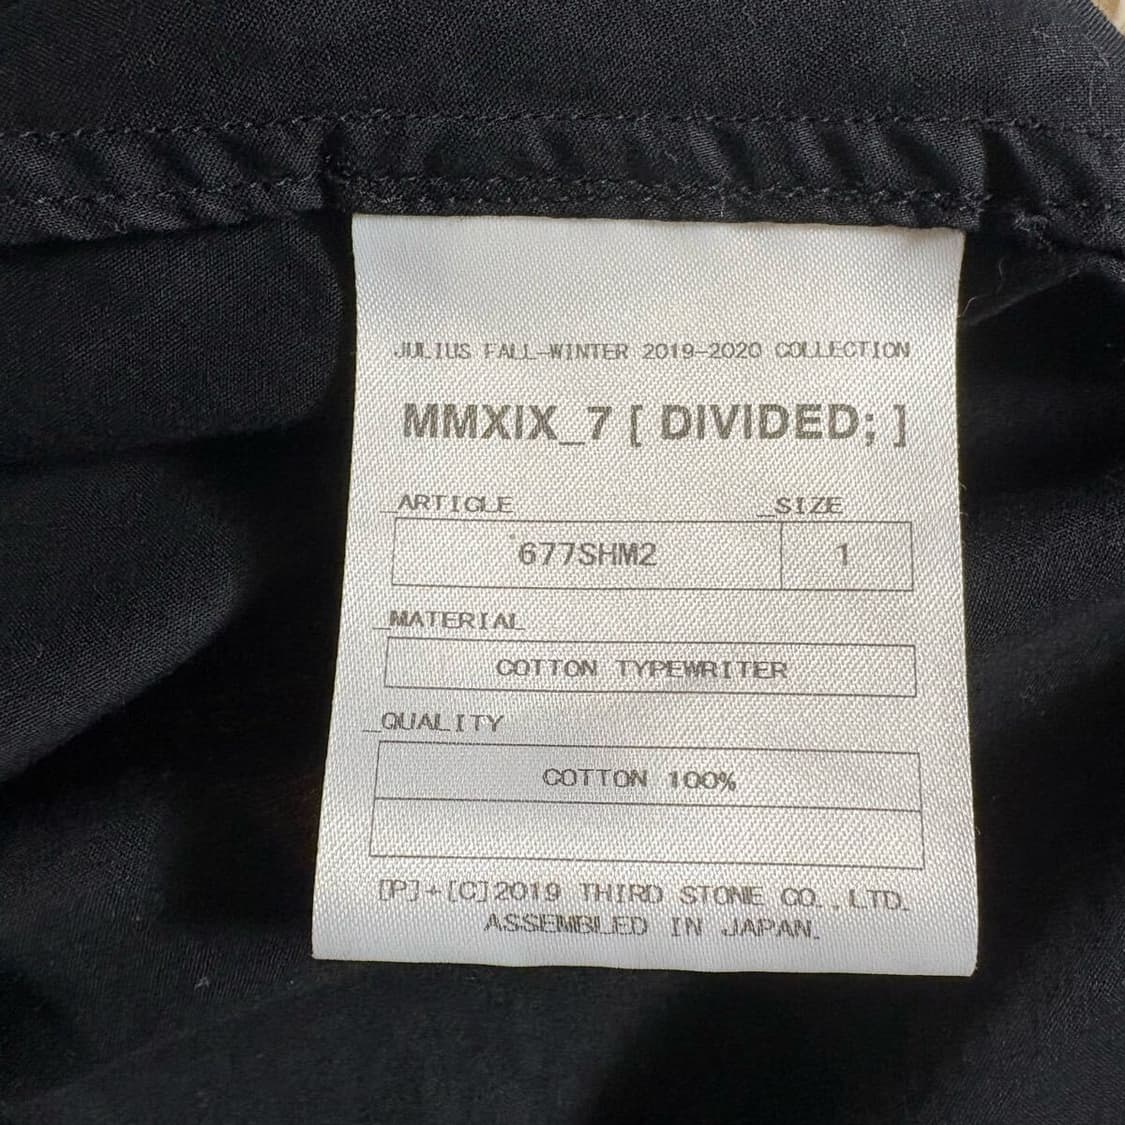 JULIUS FALL-WINTER 2019-2020 COLLECTION
MMXIX_7 [ DIVIDED; ]
_ARTICLE _SIZE
677SHM2 1
_MATERIAL
COTTON TYPEWRITER
_QUALITY
COTTON 100%
[P]+[C]2019 THIRD STONE CO.,LTD.
ASSEMBLED IN JAPAN.